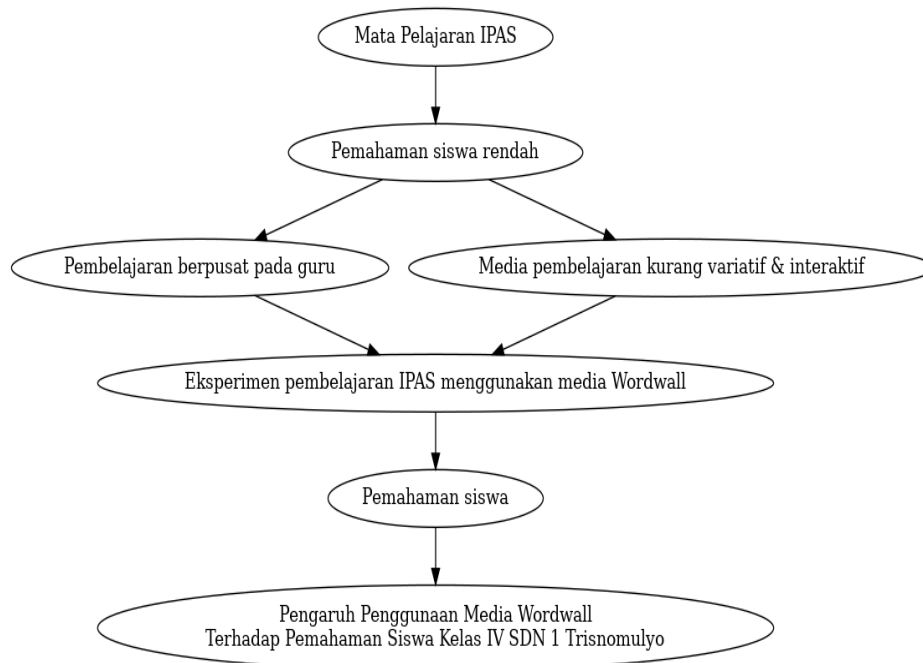 Mata Pelajaran IPAS
Pemahaman siswa rendah
Pembelajaran berpusat pada guru
Media pembelajaran kurang variatif & interaktif
Eksperimen pembelajaran IPAS menggunakan media Wordwall
Pemahaman siswa
Pengaruh Penggunaan Media Wordwall
Terhadap Pemahaman Siswa Kelas IV SDN 1 Trisnomulyo